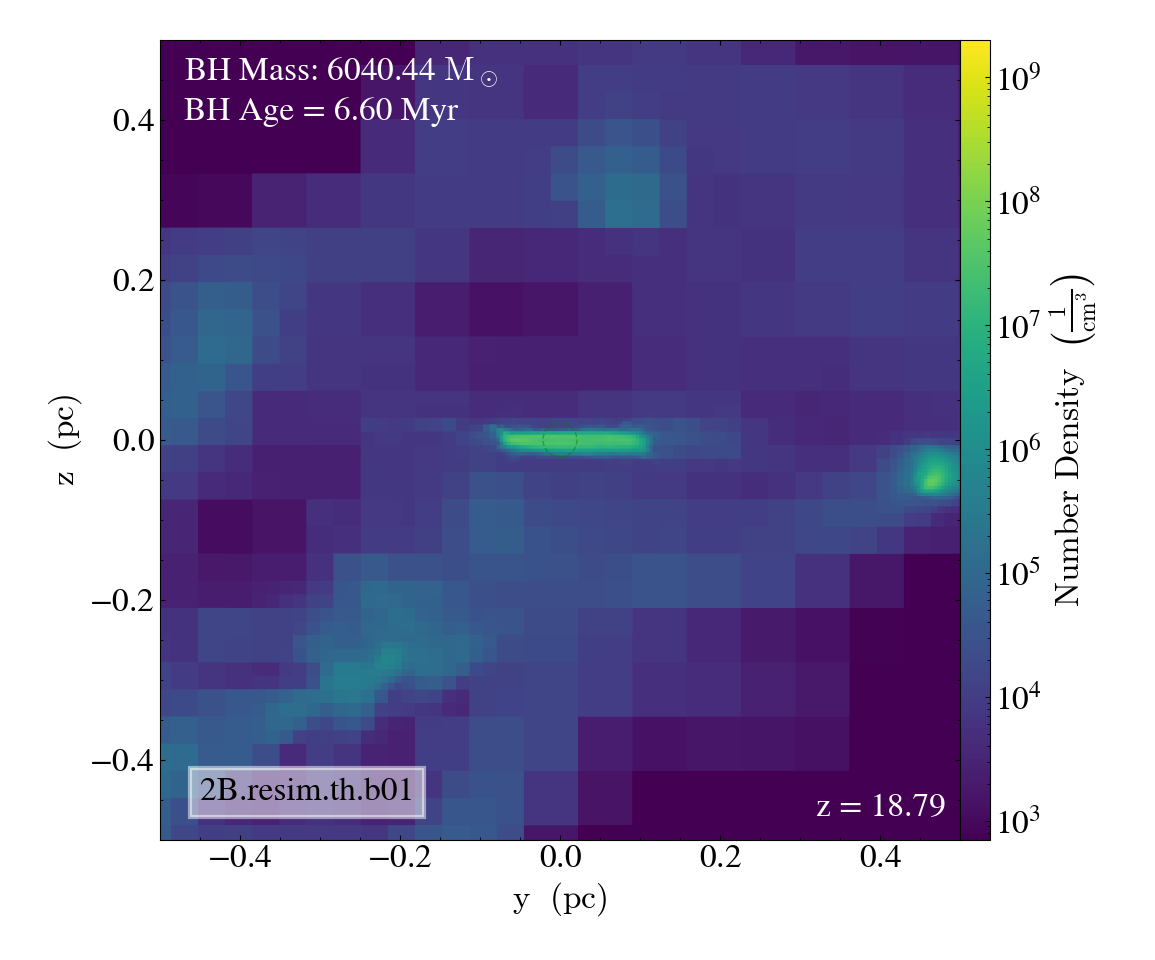 BH Mass: 6040.44 M⊙
BH Age = 6.60 Myr
2B.resim.th.b01
z = 18.79
0.4
0.2
0.0
−0.2
−0.4
z (pc)
−0.4 −0.2 0.0 0.2 0.4
y (pc)
10⁹
10⁸
10⁷
10⁶
10⁵
10⁴
10³
Number Density (1/cm³)